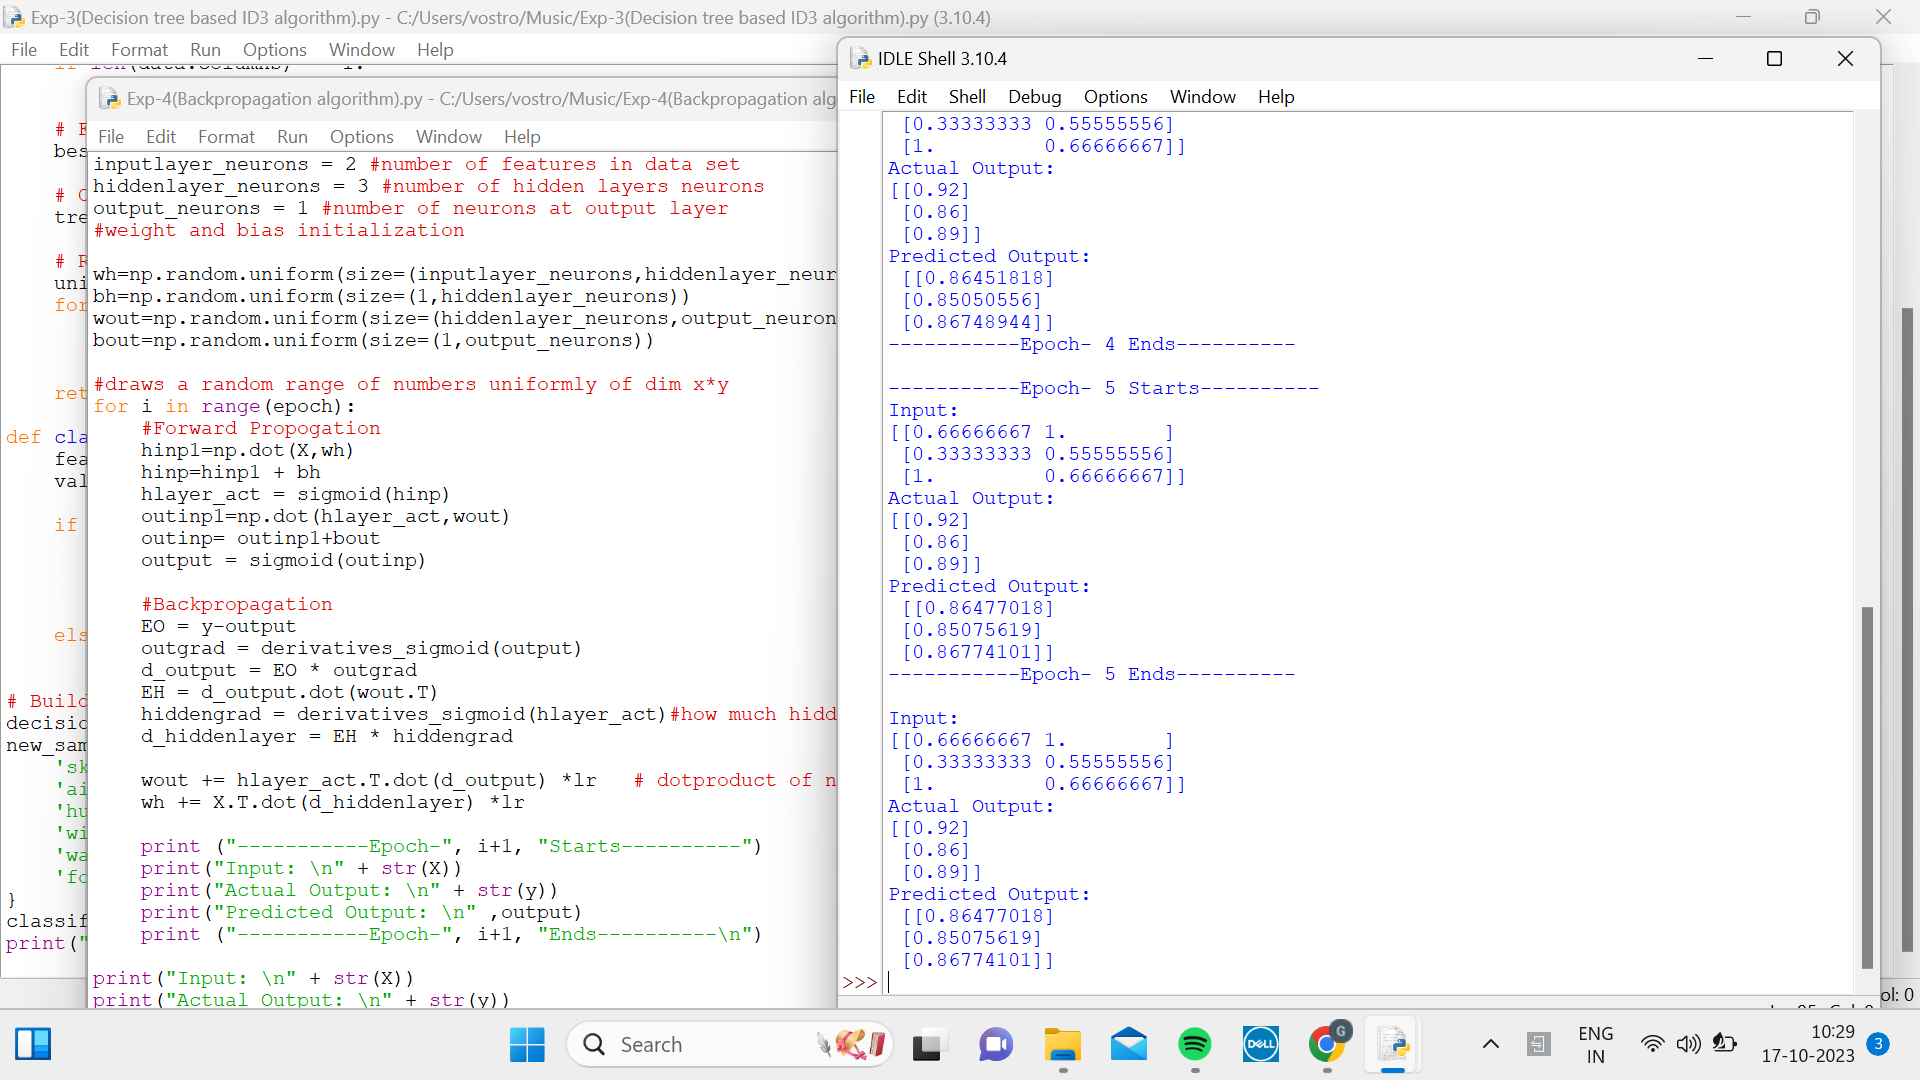 Exp-3(Decision tree based ID3 algorithm).py - C:/Users/vostro/Music/Exp-3(Decision tree based ID3 algorithm).py (3.10.4)
File Edit Format Run Options Window Help
def cla
fea
val
if
els
# Build
decisio
new_sam
'sk
'ai
'hu
'wi
'wa
'fo
}
classif
print("
Exp-4(Backpropagation algorithm).py - C:/Users/vostro/Music/Exp-4(Backpropagation alg
File Edit Format Run Options Window Help
inputlayer_neurons = 2 #number of features in data set
hiddenlayer_neurons = 3 #number of hidden layers neurons
output_neurons = 1 #number of neurons at output layer
#weight and bias initialization
wh=np.random.uniform(size=(inputlayer_neurons,hiddenlayer_neur
bh=np.random.uniform(size=(1,hiddenlayer_neurons))
wout=np.random.uniform(size=(hiddenlayer_neurons,output_neuron
bout=np.random.uniform(size=(1,output_neurons))
#draws a random range of numbers uniformly of dim x*y
for i in range(epoch):
#Forward Propogation
hinp1=np.dot(X,wh)
hinp=hinp1 + bh
hlayer_act = sigmoid(hinp)
outinp1=np.dot(hlayer_act,wout)
outinp= outinp1+bout
output = sigmoid(outinp)
#Backpropagation
EO = y-output
outgrad = derivatives_sigmoid(output)
d_output = EO * outgrad
EH = d_output.dot(wout.T)
hiddengrad = derivatives_sigmoid(hlayer_act)#how much hidd
d_hiddenlayer = EH * hiddengrad
wout += hlayer_act.T.dot(d_output) *lr # dotproduct of n
wh += X.T.dot(d_hiddenlayer) *lr
print ("-----------Epoch-", i+1, "Starts----------")
print("Input: \n" + str(X))
print("Actual Output: \n" + str(y))
print("Predicted Output: \n" ,output)
print ("-----------Epoch-", i+1, "Ends----------\n")
print("Input: \n" + str(X))
print("Actual Output: \n" + str(y))
IDLE Shell 3.10.4
File Edit Shell Debug Options Window Help
[0.33333333 0.55555556]
[1. 0.66666667]]
Actual Output:
[[0.92]
[0.86]
[0.89]]
Predicted Output:
[[0.86451818]
[0.85050556]
[0.86748944]]
-----------Epoch- 4 Ends----------
-----------Epoch- 5 Starts----------
Input:
[[0.66666667 1. ]
[0.33333333 0.55555556]
[1. 0.66666667]]
Actual Output:
[[0.92]
[0.86]
[0.89]]
Predicted Output:
[[0.86477018]
[0.85075619]
[0.86774101]]
-----------Epoch- 5 Ends----------
Input:
[[0.66666667 1. ]
[0.33333333 0.55555556]
[1. 0.66666667]]
Actual Output:
[[0.92]
[0.86]
[0.89]]
Predicted Output:
[[0.86477018]
[0.85075619]
[0.86774101]]
>>>
ol: 0
Search
DELL
G
ENG
IN
10:29
17-10-2023
3